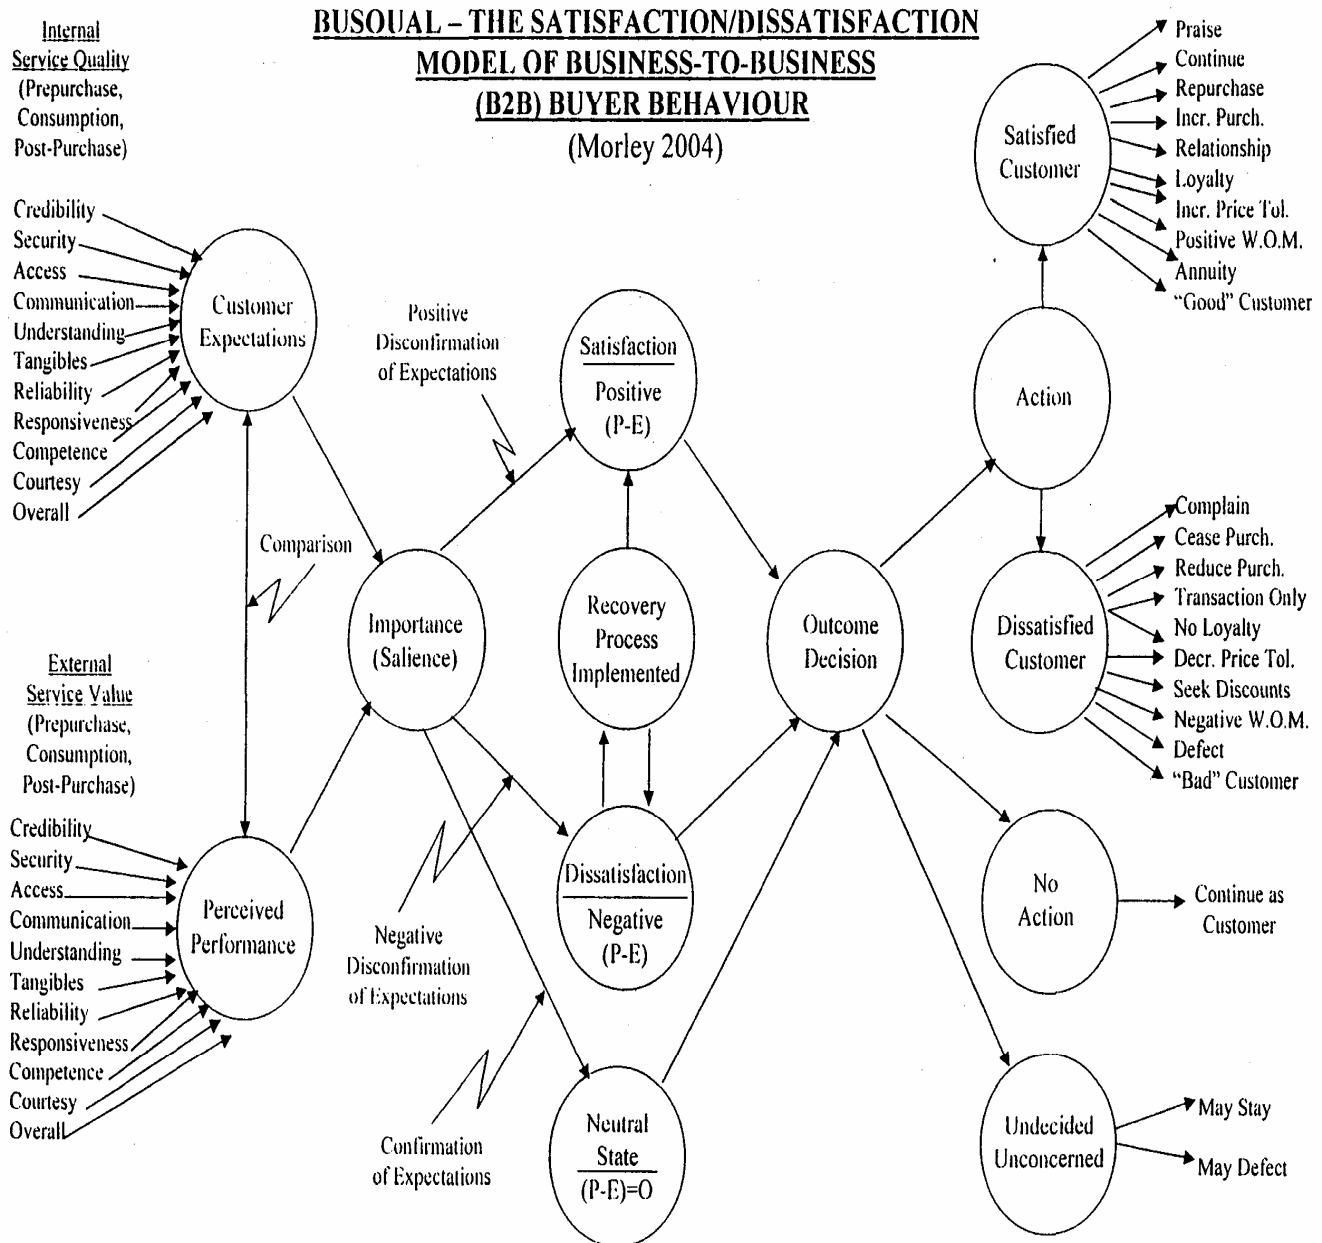 BUSOUAL – THE SATISFACTION/DISSATISFACTION
MODEL OF BUSINESS-TO-BUSINESS
(B2B) BUYER BEHAVIOUR
(Morley 2004)
Internal
Service Quality
(Prepurchase,
Consumption,
Post-Purchase)
Credibility
Security
Access
Communication
Understanding
Tangibles
Reliability
Responsiveness
Competence
Courtesy
Overall
Customer
Expectations
Comparison
External
Service Value
(Prepurchase,
Consumption,
Post-Purchase)
Credibility
Security
Access
Communication
Understanding
Tangibles
Reliability
Responsiveness
Competence
Courtesy
Overall
Perceived
Performance
Importance
(Salience)
Positive
Disconfirmation
of Expectations
Negative
Disconfirmation
of Expectations
Confirmation
of Expectations
Satisfaction
Positive
(P-E)
Recovery
Process
Implemented
Dissatisfaction
Negative
(P-E)
Neutral
State
(P-E)=O
Outcome
Decision
Satisfied
Customer
Praise
Continue
Repurchase
Incr. Purch.
Relationship
Loyalty
Incr. Price Tol.
Positive W.O.M.
Annuity
"Good" Customer
Action
Dissatisfied
Customer
Complain
Cease Purch.
Reduce Purch.
Transaction Only
No Loyalty
Decr. Price Tol.
Seek Discounts
Negative W.O.M.
Defect
"Bad" Customer
No
Action
Continue as
Customer
Undecided
Unconcerned
May Stay
May Defect